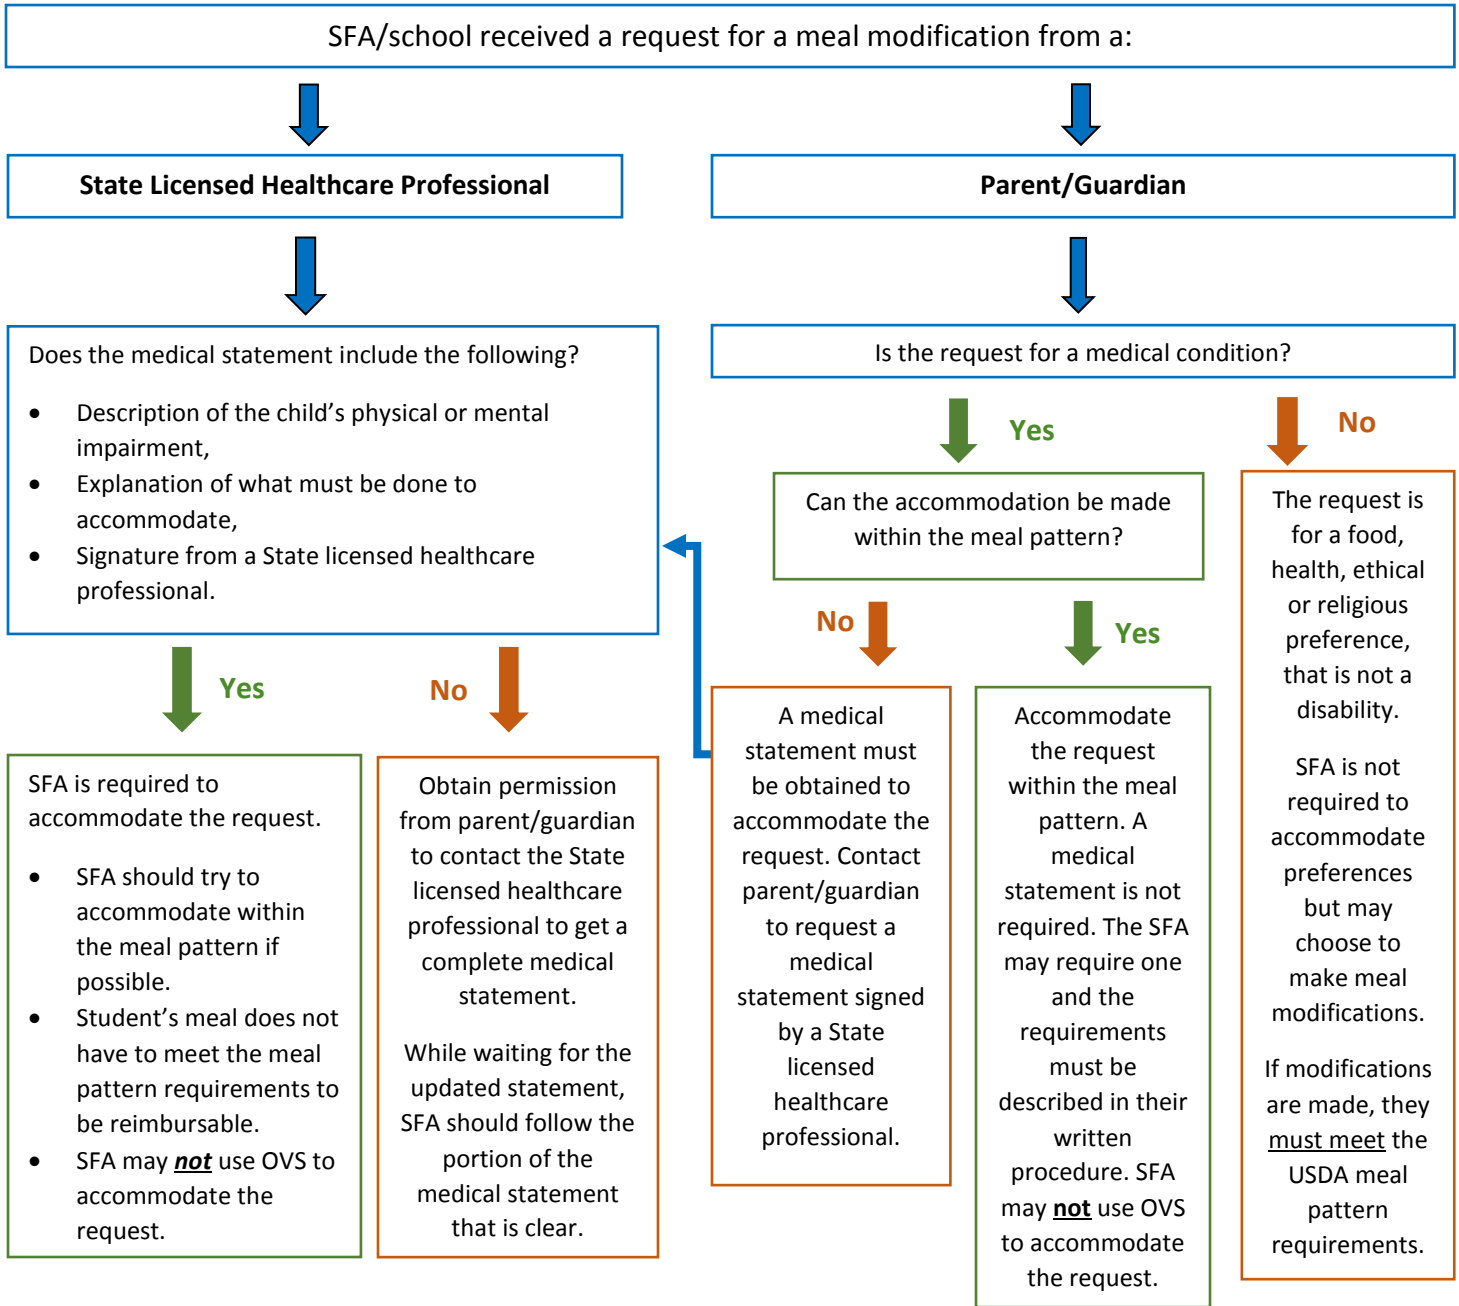 SFA/school received a request for a meal modification from a:
State Licensed Healthcare Professional
Parent/Guardian
Does the medical statement include the following?
• Description of the child’s physical or mental
impairment,
• Explanation of what must be done to
accommodate,
• Signature from a State licensed healthcare
professional.
Is the request for a medical condition?
Yes
No
Can the accommodation be made
within the meal pattern?
No
Yes
Yes
No
SFA is required to
accommodate the request.
• SFA should try to
accommodate within
the meal pattern if
possible.
• Student’s meal does not
have to meet the meal
pattern requirements to
be reimbursable.
• SFA may not use OVS to
accommodate the
request.
Obtain permission
from parent/guardian
to contact the State
licensed healthcare
professional to get a
complete medical
statement.
While waiting for the
updated statement,
SFA should follow the
portion of the
medical statement
that is clear.
A medical
statement must
be obtained to
accommodate the
request. Contact
parent/guardian
to request a
medical
statement signed
by a State
licensed
healthcare
professional.
Accommodate
the request
within the meal
pattern. A
medical
statement is not
required. The SFA
may require one
and the
requirements
must be
described in their
written
procedure. SFA
may not use OVS
to accommodate
the request.
The request is
for a food,
health, ethical
or religious
preference,
that is not a
disability.
SFA is not
required to
accommodate
preferences
but may
choose to
make meal
modifications.
If modifications
are made, they
must meet the
USDA meal
pattern
requirements.